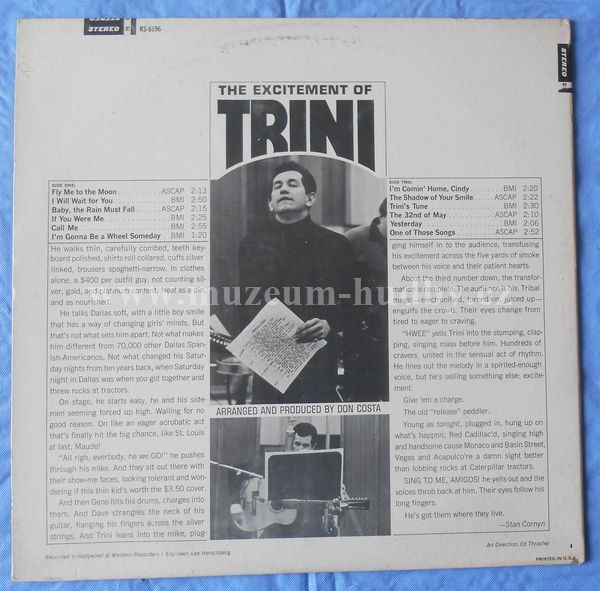 STEREO
RS-6196
STEREO
THE EXCITEMENT OF
TRINI
SIDE ONE:
Fly Me to the Moon . . . . . . . . . . ASCAP 2:13
I Will Wait for You . . . . . . . . . . . . BMI 2:50
Baby, the Rain Must Fall . . . . . . ASCAP 2:15
If You Were Me . . . . . . . . . . . . . . BMI 2:25
Call Me . . . . . . . . . . . . . . . . . . . . BMI 2:55
I'm Gonna Be a Wheel Someday . BMI 1:20
He walks thin, carefully combed, teeth key-
board polished, shirts roll collared, cuffs silver
linked, trousers spaghetti-narrow. In clothes
alone, a $400 per outfit guy, not counting sil-
ver, gold, and platinum content. Neat as a pin,
and as nourished.
He talks Dallas soft, with a little boy smile
that has a way of changing girls' minds. But
that's not what sets him apart. Not what makes
him different from 70,000 other Dallas Span-
ish-Americanos. Not what changed his Satur-
day nights from ten years back, when Saturday
night in Dallas was when you got together and
threw rocks at tractors.
On stage, he starts easy, he and his side-
men seeming forced up high. Waiting for no
good reason. On like an eager acrobatic act
that's finally hit the big chance, like St. Louis
at last, Maude!
"All righ, everbody, he we GO!" he pushes
through his mike. And they sit out there with
their show-me faces, looking tolerant and won-
dering if this thin kid's worth the $3.50 cover.
And then Gene hits his drums, charges into
them. And Dave strangles the neck of his
guitar, flanging his fingers across the silver
strings. And Trini leans into the mike, plug-
ARRANGED AND PRODUCED BY DON COSTA
SIDE TWO:
I'm Comin' Home, Cindy . . . . . . . BMI 2:20
The Shadow of Your Smile . . . . ASCAP 2:22
Trini's Tune . . . . . . . . . . . . . . . . BMI 2:30
The 32nd of May . . . . . . . . . . . ASCAP 2:10
Yesterday . . . . . . . . . . . . . . . . . . BMI 2:06
One of Those Songs . . . . . . . . . ASCAP 2:52
ging himself in to the audience, transfusing
his excitement across the five yards of smoke
between his voice and their patient hearts.
About the third number down, the transfor-
mation is complete. The audience is his. Tribal
up—
engulfs the crowd. Their eyes change from
tired to eager to craving.
"HWEE" yells Trini into the stomping, clap-
ping, singing mass before him. Hundreds of
cravers, united in the sensual act of rhythm.
He lines out the melody in a spirited-enough
voice, but he's selling something else: excite-
ment.
Give 'em a charge.
The old "release" peddler.
Young as tonight, plugged in, hung up on
what's happnn, Red Cadillac'd, singing high
and handsome cause Monaco and Basin Street,
Vegas and Acapulco're a damn sight better
than lobbing rocks at Caterpillar tractors.
SING TO ME, AMIGOS! he yells out and the
voices throb back at him. Their eyes follow his
long fingers.
He's got them where they live.
—Stan Cornyn
Recorded in Hollywood at Western Recorders / Engineer: Lee Herschberg
Art Direction: Ed Thrasher
4
PRINTED IN U.S.A.